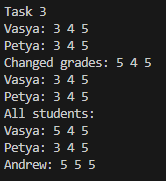 Task 3
Vasya: 3 4 5
Petya: 3 4 5
Changed grades: 5 4 5
Vasya: 3 4 5
Petya: 3 4 5
All students:
Vasya: 5 4 5
Petya: 3 4 5
Andrew: 5 5 5